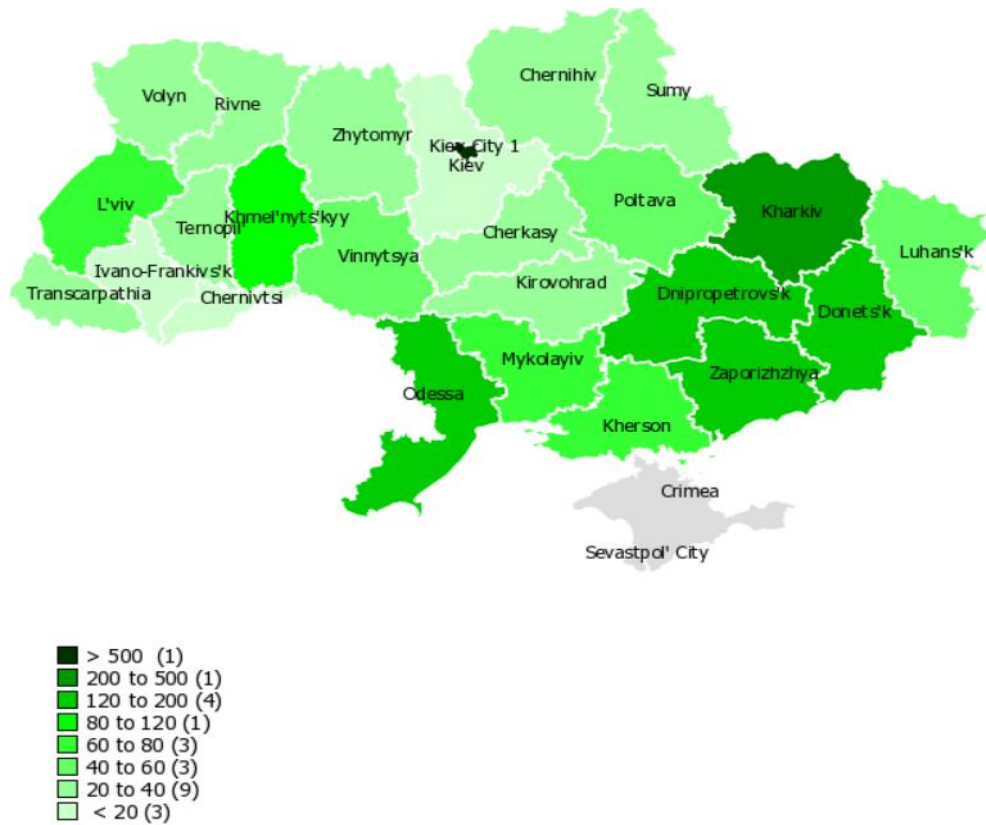 Chernihiv
Sumy
Volyn
Rivne
Zhytomyr
Kiev City 1
Kiev
L'viv
Poltava
Kharkiv
Khmel'nyts'kyy
Ternopil'
Cherkasy
Luhans'k
Vinnytsya
Ivano-Frankivs'k
Kirovohrad
Transcarpathia
Chernivtsi
Dnipropetrovs'k
Donets'k
Mykolayiv
Zaporizhzhya
Odessa
Kherson
Crimea
Sevastpol' City
> 500 (1)
200 to 500 (1)
120 to 200 (4)
80 to 120 (1)
60 to 80 (3)
40 to 60 (3)
20 to 40 (9)
< 20 (3)